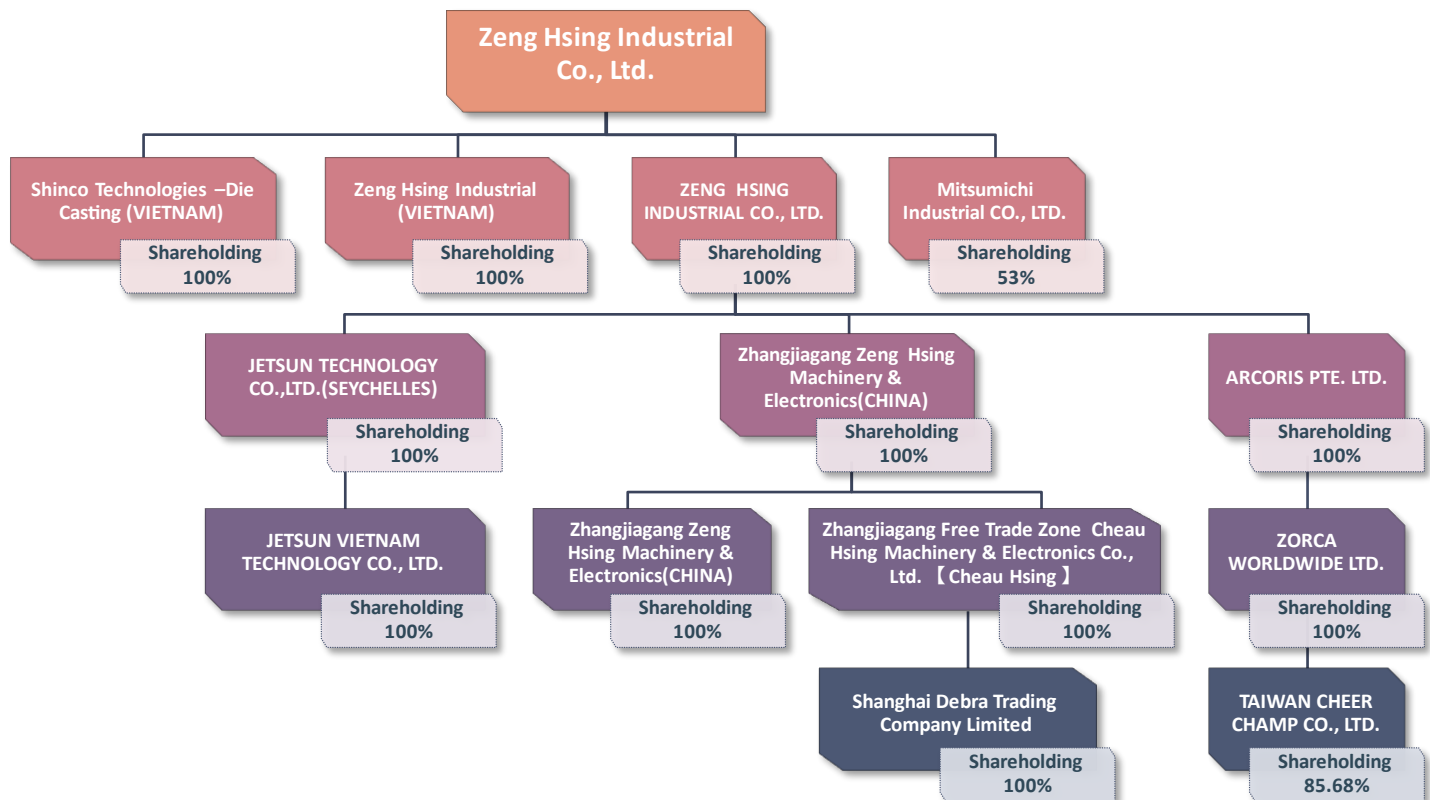 Zeng Hsing Industrial
Co., Ltd.
Shinco Technologies –Die
Casting (VIETNAM)
Shareholding
100%
Zeng Hsing Industrial
(VIETNAM)
Shareholding
100%
ZENG HSING
INDUSTRIAL CO., LTD.
Shareholding
100%
Mitsumichi
Industrial CO., LTD.
Shareholding
53%
JETSUN TECHNOLOGY
CO.,LTD.(SEYCHELLES)
Shareholding
100%
Zhangjiagang Zeng Hsing
Machinery &
Electronics(CHINA)
Shareholding
100%
ARCORIS PTE. LTD.
Shareholding
100%
JETSUN VIETNAM
TECHNOLOGY CO., LTD.
Shareholding
100%
Zhangjiagang Zeng
Hsing Machinery &
Electronics(CHINA)
Shareholding
100%
Zhangjiagang Free Trade Zone Cheau
Hsing Machinery & Electronics Co.,
Ltd. 【 Cheau Hsing 】
Shareholding
100%
ZORCA
WORLDWIDE LTD.
Shareholding
100%
Shanghai Debra Trading
Company Limited
Shareholding
100%
TAIWAN CHEER
CHAMP CO., LTD.
Shareholding
85.68%